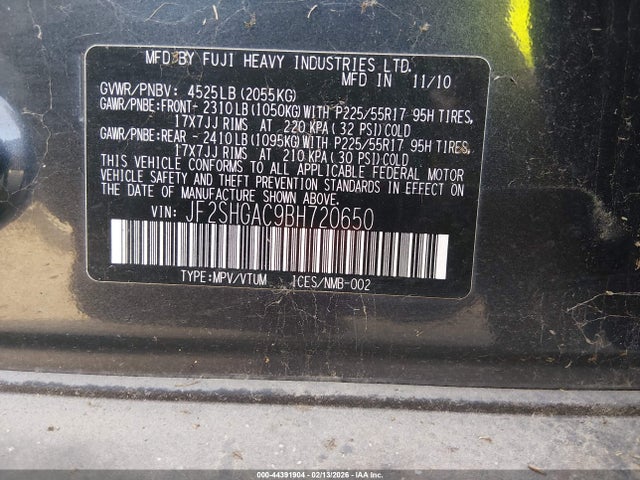 MFD BY FUJI HEAVY INDUSTRIES LTD.
MFD IN 11/10
GVWR/PNBV: 4525LB (2055KG)
GAWR/PNBE:FRONT- 2310LB(1050KG)WITH P225/55R17 95H TIRES,
17X7JJ RIMS AT 220 KPA (32 PSI)COLD
GAWR/PNBE:REAR - 2410LB(1095KG)WITH P225/55R17 95H TIRES,
17X7JJ RIMS AT 210 KPA (30 PSI)COLD
THIS VEHICLE CONFORMS TO ALL APPLICABLE FEDERAL MOTOR
VEHICLE SAFETY AND THEFT PREVENTION STANDARDS IN EFFECT
ON THE DATE OF MANUFACTURE SHOWN ABOVE.
VIN: JF2SHGAC9BH720650
TYPE:MPV/VTUM ICES/NMB-002
000-44391904 - 02/13/2026 - COPART